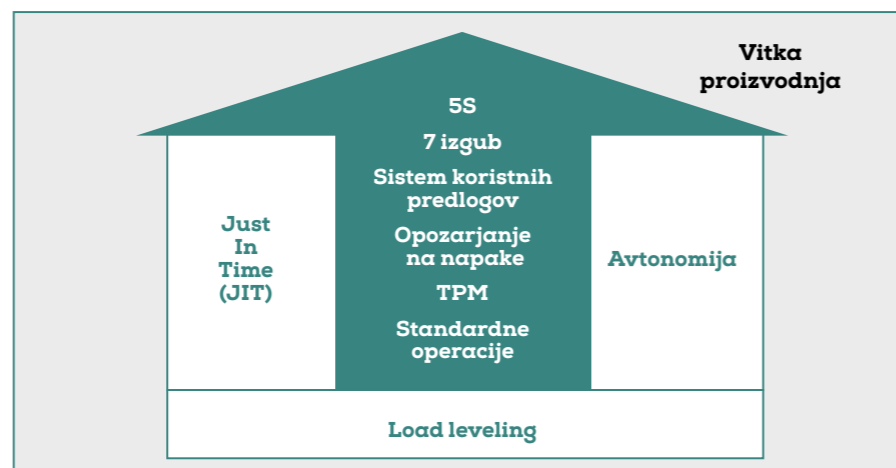 Vitka
proizvodnja
5S
7 izgub
Sistem koristnih
predlogov
Opozarjanje
na napake
TPM
Standardne
operacije
Just
In
Time
(JIT)
Avtonomija
Load leveling